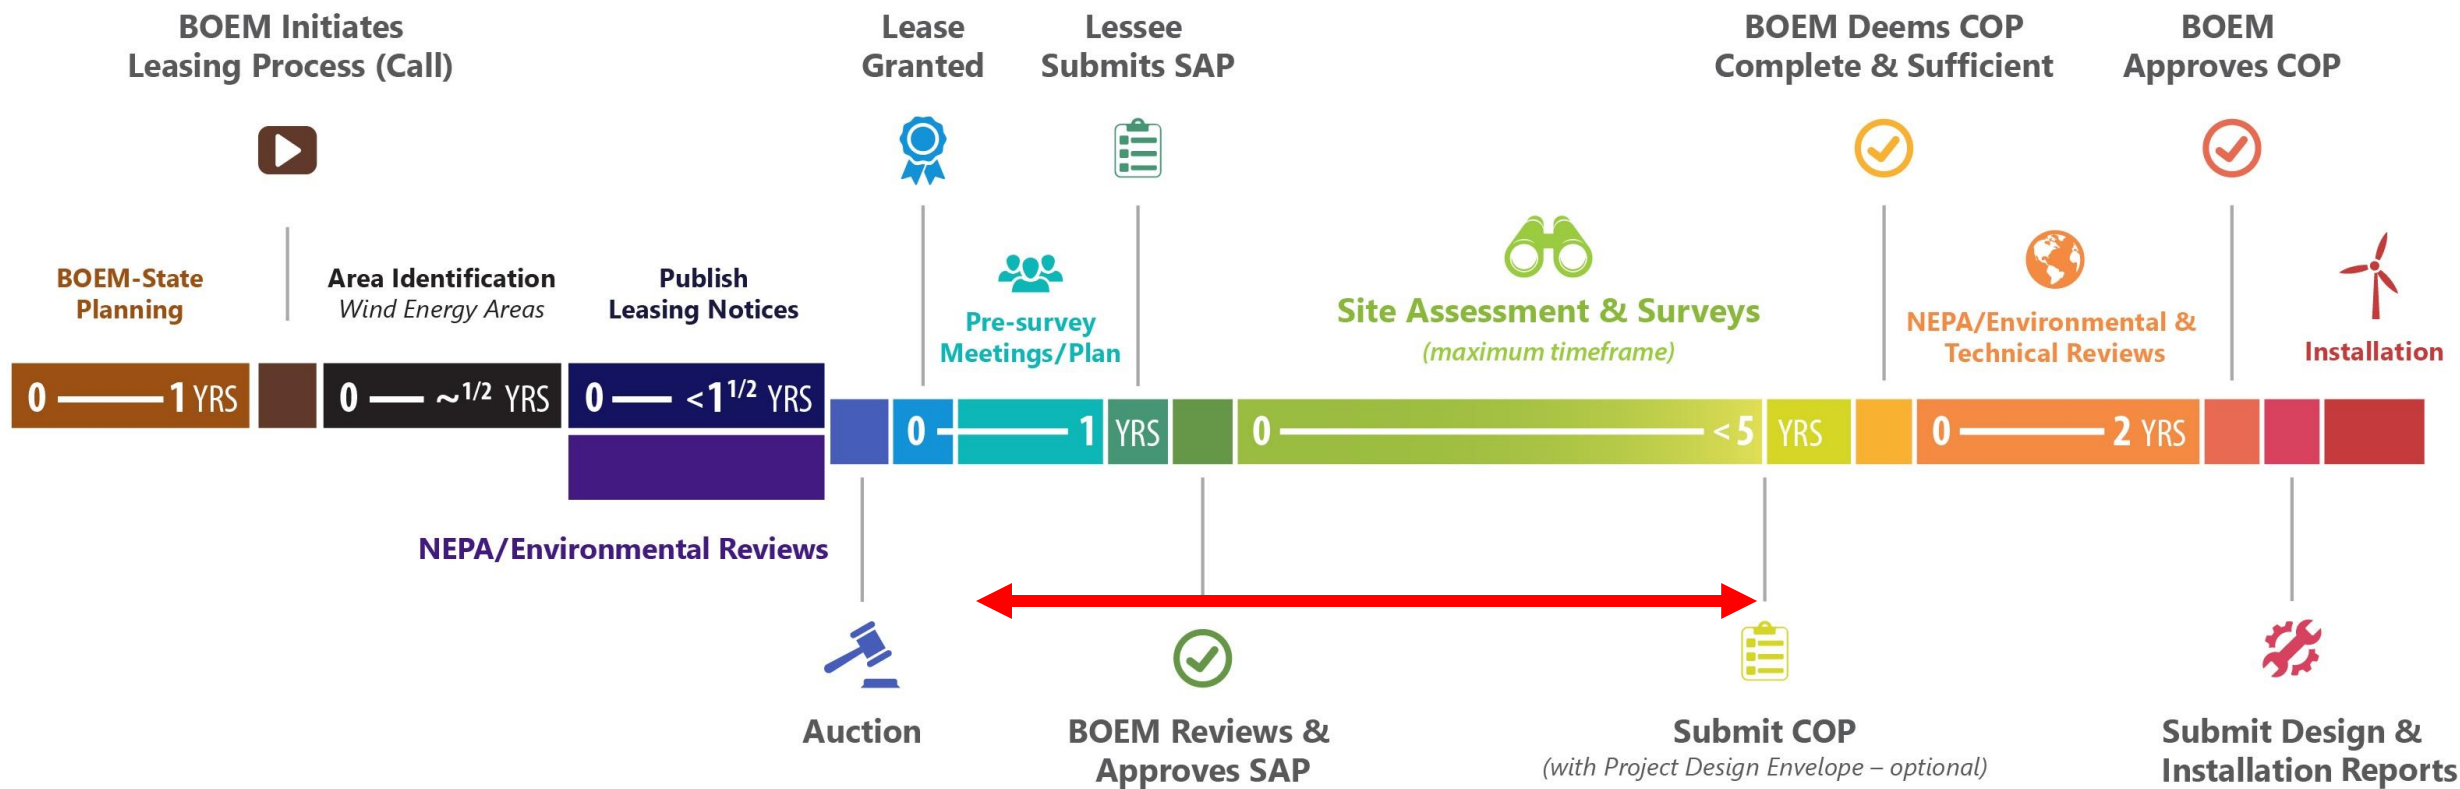 BOEM Initiates
Leasing Process (Call)
Lease
Granted
Lessee
Submits SAP
BOEM Deems COP
Complete & Sufficient
BOEM
Approves COP
BOEM-State
Planning
Area Identification
Wind Energy Areas
Publish
Leasing Notices
Pre-survey
Meetings/Plan
Site Assessment & Surveys
(maximum timeframe)
NEPA/Environmental &
Technical Reviews
Installation
0 1 YRS
0 ~1/2 YRS
0 <1 1/2 YRS
0 1 YRS
0 <5 YRS
0 2 YRS
NEPA/Environmental Reviews
Auction
BOEM Reviews &
Approves SAP
Submit COP
(with Project Design Envelope – optional)
Submit Design &
Installation Reports